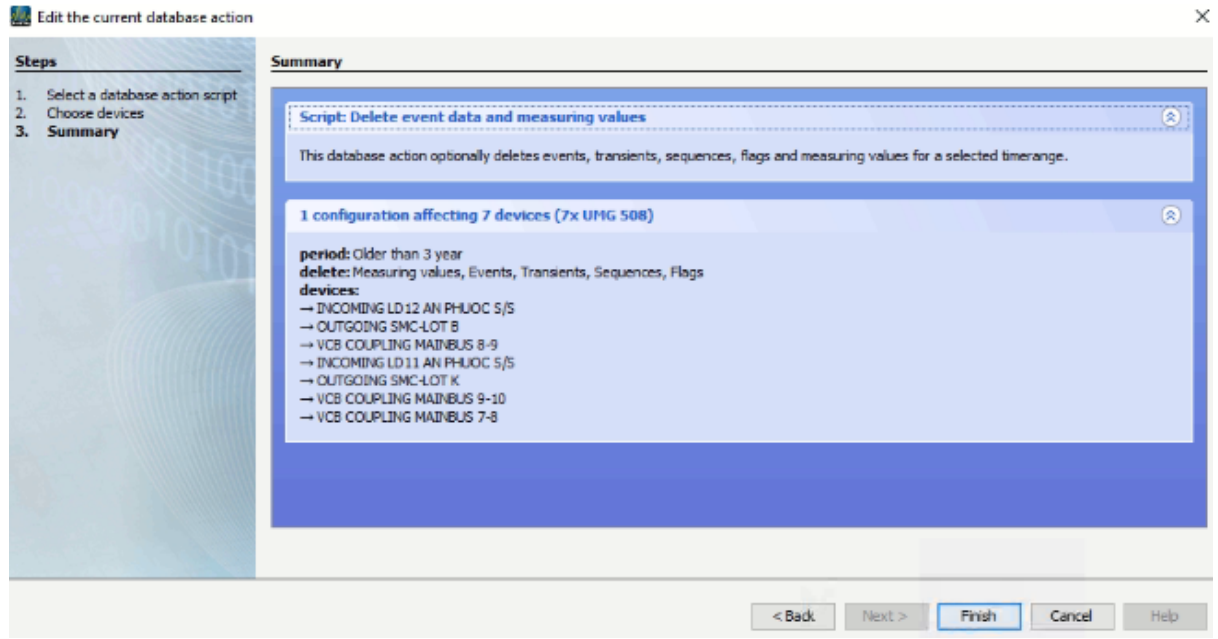 Edit the current database action
Steps
1. Select a database action script
2. Choose devices
3. Summary
Summary
Script: Delete event data and measuring values
This database action optionally deletes events, transients, sequences, flags and measuring values for a selected timerange.
1 configuration affecting 7 devices (7x UMG 508)
period: Older than 3 year
delete: Measuring values, Events, Transients, Sequences, Flags
devices:
→ INCOMING LD12 AN PHUOC S/S
→ OUTGOING SMC-LOT B
→ VCB COUPLING MAINBUS 8-9
→ INCOMING LD11 AN PHUOC S/S
→ OUTGOING SMC-LOT K
→ VCB COUPLING MAINBUS 9-10
→ VCB COUPLING MAINBUS 7-8
< Back Next > Finish Cancel Help